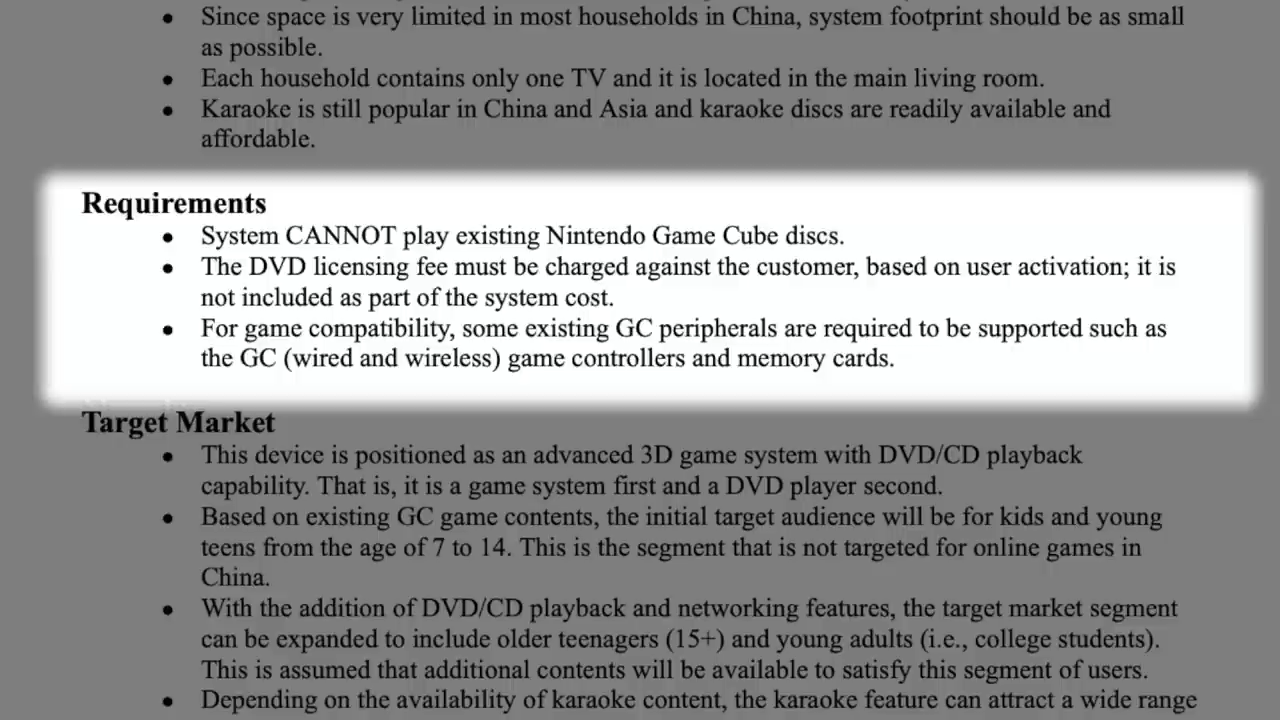 Since space is very limited in most households in China, system footprint should be as small
as possible.
Each household contains only one TV and it is located in the main living room.
Karaoke is still popular in China and Asia and karaoke discs are readily available and
affordable.
Requirements
System CANNOT play existing Nintendo Game Cube discs.
The DVD licensing fee must be charged against the customer, based on user activation; it is
not included as part of the system cost.
For game compatibility, some existing GC peripherals are required to be supported such as
the GC (wired and wireless) game controllers and memory cards.
Target Market
This device is positioned as an advanced 3D game system with DVD/CD playback
capability. That is, it is a game system first and a DVD player second.
Based on existing GC game contents, the initial target audience will be for kids and young
teens from the age of 7 to 14. This is the segment that is not targeted for online games in
China.
With the addition of DVD/CD playback and networking features, the target market segment
can be expanded to include older teenagers (15+) and young adults (i.e., college students).
This is assumed that additional contents will be available to satisfy this segment of users.
Depending on the availability of karaoke content, the karaoke feature can attract a wide range